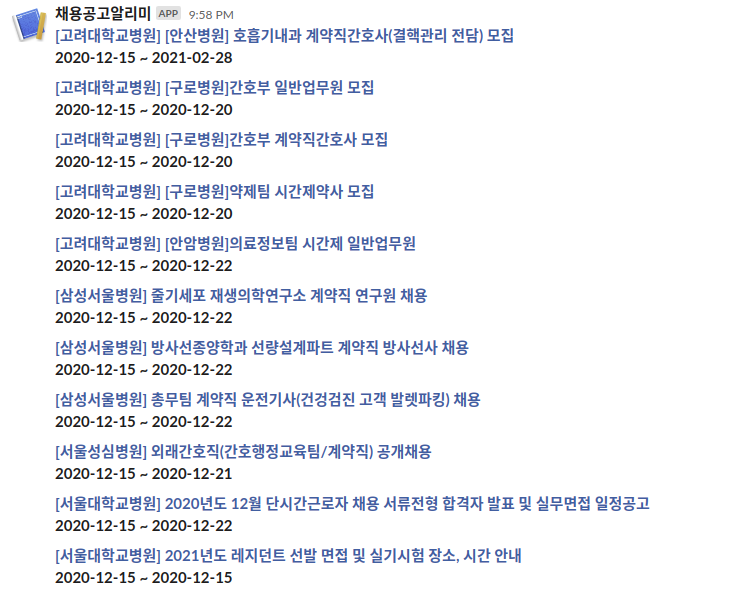 채용공고알리미 APP 9:58 PM
[고려대학교병원] [안산병원] 호흡기내과 계약직간호사(결핵관리 전담) 모집
2020-12-15 ~ 2021-02-28
[고려대학교병원] [구로병원]간호부 일반업무원 모집
2020-12-15 ~ 2020-12-20
[고려대학교병원] [구로병원]간호부 계약직간호사 모집
2020-12-15 ~ 2020-12-20
[고려대학교병원] [구로병원]약제팀 시간제약사 모집
2020-12-15 ~ 2020-12-20
[고려대학교병원] [안암병원]의료정보팀 시간제 일반업무원
2020-12-15 ~ 2020-12-22
[삼성서울병원] 줄기세포 재생의학연구소 계약직 연구원 채용
2020-12-15 ~ 2020-12-22
[삼성서울병원] 방사선종양학과 선량설계파트 계약직 방사선사 채용
2020-12-15 ~ 2020-12-22
[삼성서울병원] 총무팀 계약직 운전기사(건강검진 고객 발렛파킹) 채용
2020-12-15 ~ 2020-12-22
[서울성심병원] 외래간호직(간호행정교육팀/계약직) 공개채용
2020-12-15 ~ 2020-12-21
[서울대학교병원] 2020년도 12월 단시간근로자 채용 서류전형 합격자 발표 및 실무면접 일정공고
2020-12-15 ~ 2020-12-22
[서울대학교병원] 2021년도 레지던트 선발 면접 및 실기시험 장소, 시간 안내
2020-12-15 ~ 2020-12-15